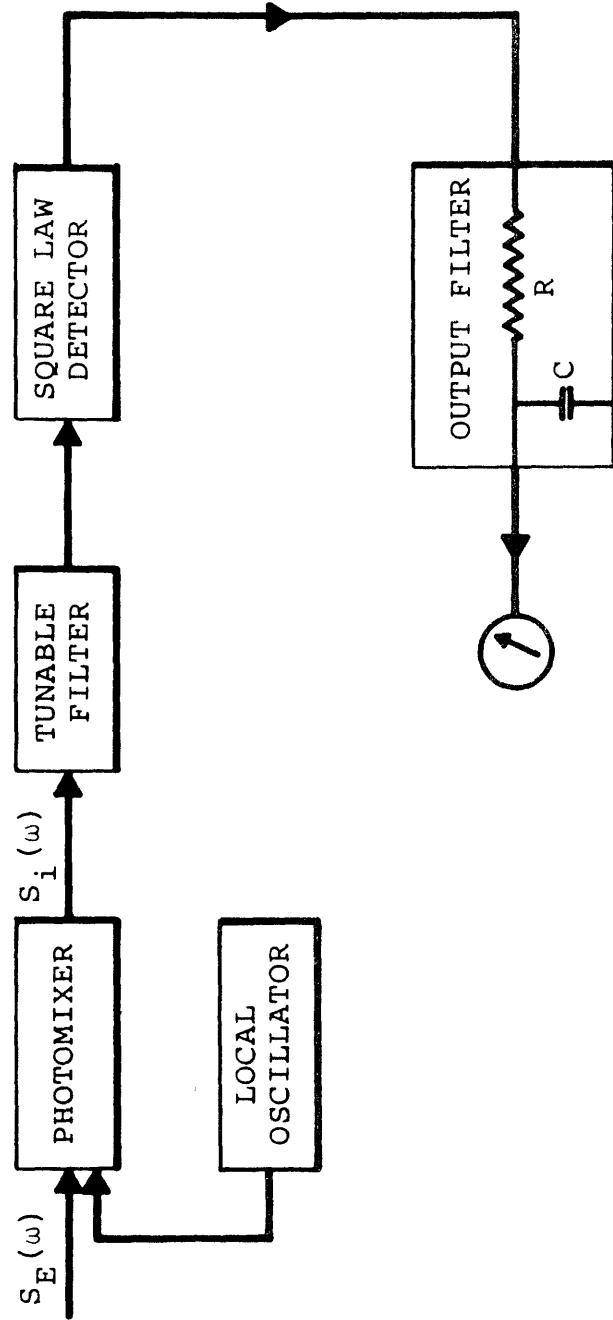 S_E(ω)
PHOTOMIXER
LOCAL
OSCILLATOR
S_i(ω)
TUNABLE
FILTER
SQUARE LAW
DETECTOR
OUTPUT FILTER
R
C